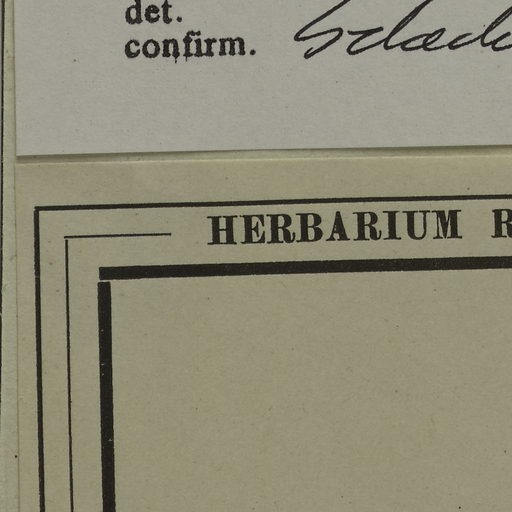 det.
confirm.
HERBARIUM R